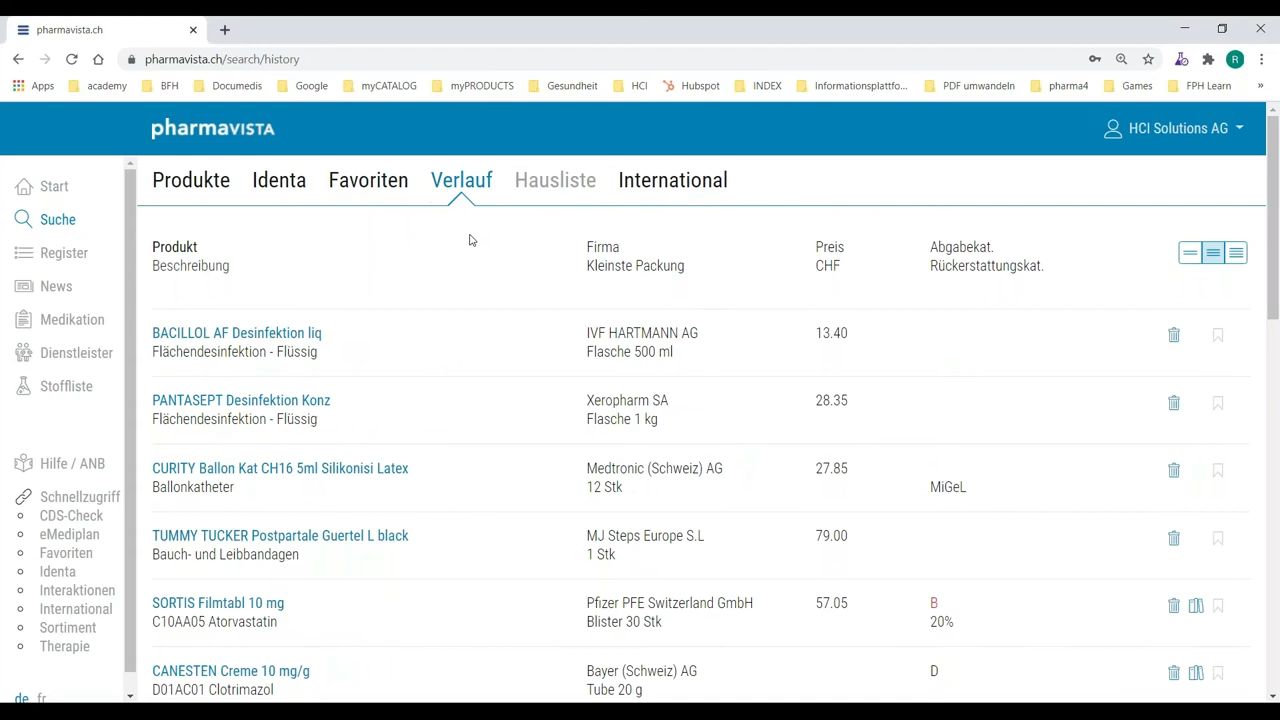 pharmavista.ch
pharmavista.ch/search/history
Apps academy BFH Documedis Google myCATALOG myPRODUCTS Gesundheit HCI Hubspot INDEX Informationsplattfo... PDF umwandeln pharma4 Games FPH Learn »
R
pharmaVISTA
HCI Solutions AG
Start
Suche
Register
News
Medikation
Dienstleister
Stoffliste
Hilfe / ANB
Schnellzugriff
CDS-Check
eMediplan
Favoriten
Identa
Interaktionen
International
Sortiment
Therapie
de fr
Produkte Identa Favoriten Verlauf Hausliste International
Produkt Firma Preis Abgabekat.
Beschreibung Kleinste Packung CHF Rückerstattungskat.
BACILLOL AF Desinfektion liq IVF HARTMANN AG 13.40
Flächendesinfektion - Flüssig Flasche 500 ml
PANTASEPT Desinfektion Konz Xeropharm SA 28.35
Flächendesinfektion - Flüssig Flasche 1 kg
CURITY Ballon Kat CH16 5ml Silikonisi Latex Medtronic (Schweiz) AG 27.85
Ballonkatheter 12 Stk MiGeL
TUMMY TUCKER Postpartale Guertel L black MJ Steps Europe S.L 79.00
Bauch- und Leibbandagen 1 Stk
SORTIS Filmtabl 10 mg Pfizer PFE Switzerland GmbH 57.05 B
C10AA05 Atorvastatin Blister 30 Stk 20%
CANESTEN Creme 10 mg/g Bayer (Schweiz) AG D
D01AC01 Clotrimazol Tube 20 g